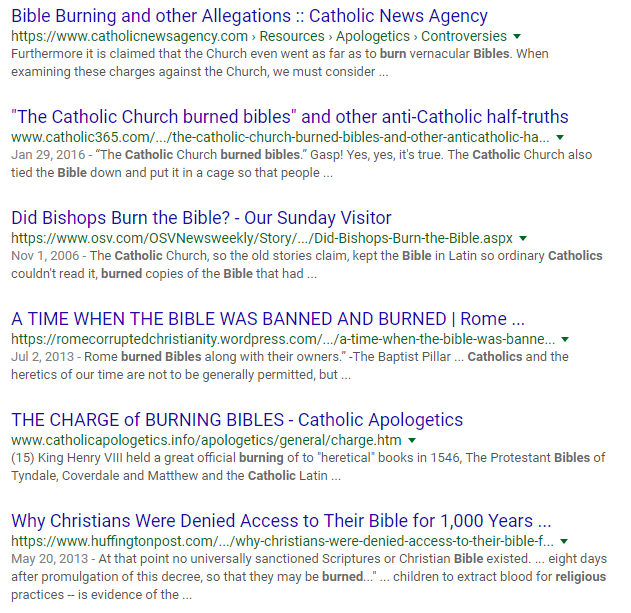 Bible Burning and other Allegations :: Catholic News Agency
https://www.catholicnewsagency.com › Resources › Apologetics › Controversies
Furthermore it is claimed that the Church even went as far as to burn vernacular Bibles. When
examining these charges against the Church, we must consider ...
"The Catholic Church burned bibles" and other anti-Catholic half-truths
www.catholic365.com/.../the-catholic-church-burned-bibles-and-other-anticatholic-ha...
Jan 29, 2016 - “The Catholic Church burned bibles.” Gasp! Yes, yes, it's true. The Catholic Church also
tied the Bible down and put it in a cage so that people ...
Did Bishops Burn the Bible? - Our Sunday Visitor
https://www.osv.com/OSVNewsweekly/Story/.../Did-Bishops-Burn-the-Bible.aspx
Nov 1, 2006 - The Catholic Church, so the old stories claim, kept the Bible in Latin so ordinary Catholics
couldn't read it, burned copies of the Bible that had ...
A TIME WHEN THE BIBLE WAS BANNED AND BURNED | Rome ...
https://romecorruptedchristianity.wordpress.com/.../a-time-when-the-bible-was-banne...
Jul 2, 2013 - Rome burned Bibles along with their owners.” -The Baptist Pillar ... Catholics and the
heretics of our time are not to be generally permitted, but ...
THE CHARGE of BURNING BIBLES - Catholic Apologetics
www.catholicapologetics.info/apologetics/general/charge.htm
(15) King Henry VIII held a great official burning of to "heretical" books in 1546, The Protestant Bibles of
Tyndale, Coverdale and Matthew and the Catholic Latin ...
Why Christians Were Denied Access to Their Bible for 1,000 Years ...
https://www.huffingtonpost.com/.../why-christians-were-denied-access-to-their-bible-f...
May 20, 2013 - At that point no universally sanctioned Scriptures or Christian Bible existed. ... eight days
after promulgation of this decree, so that they may be burned..." ... children to extract blood for religious
practices -- is evidence of the ...